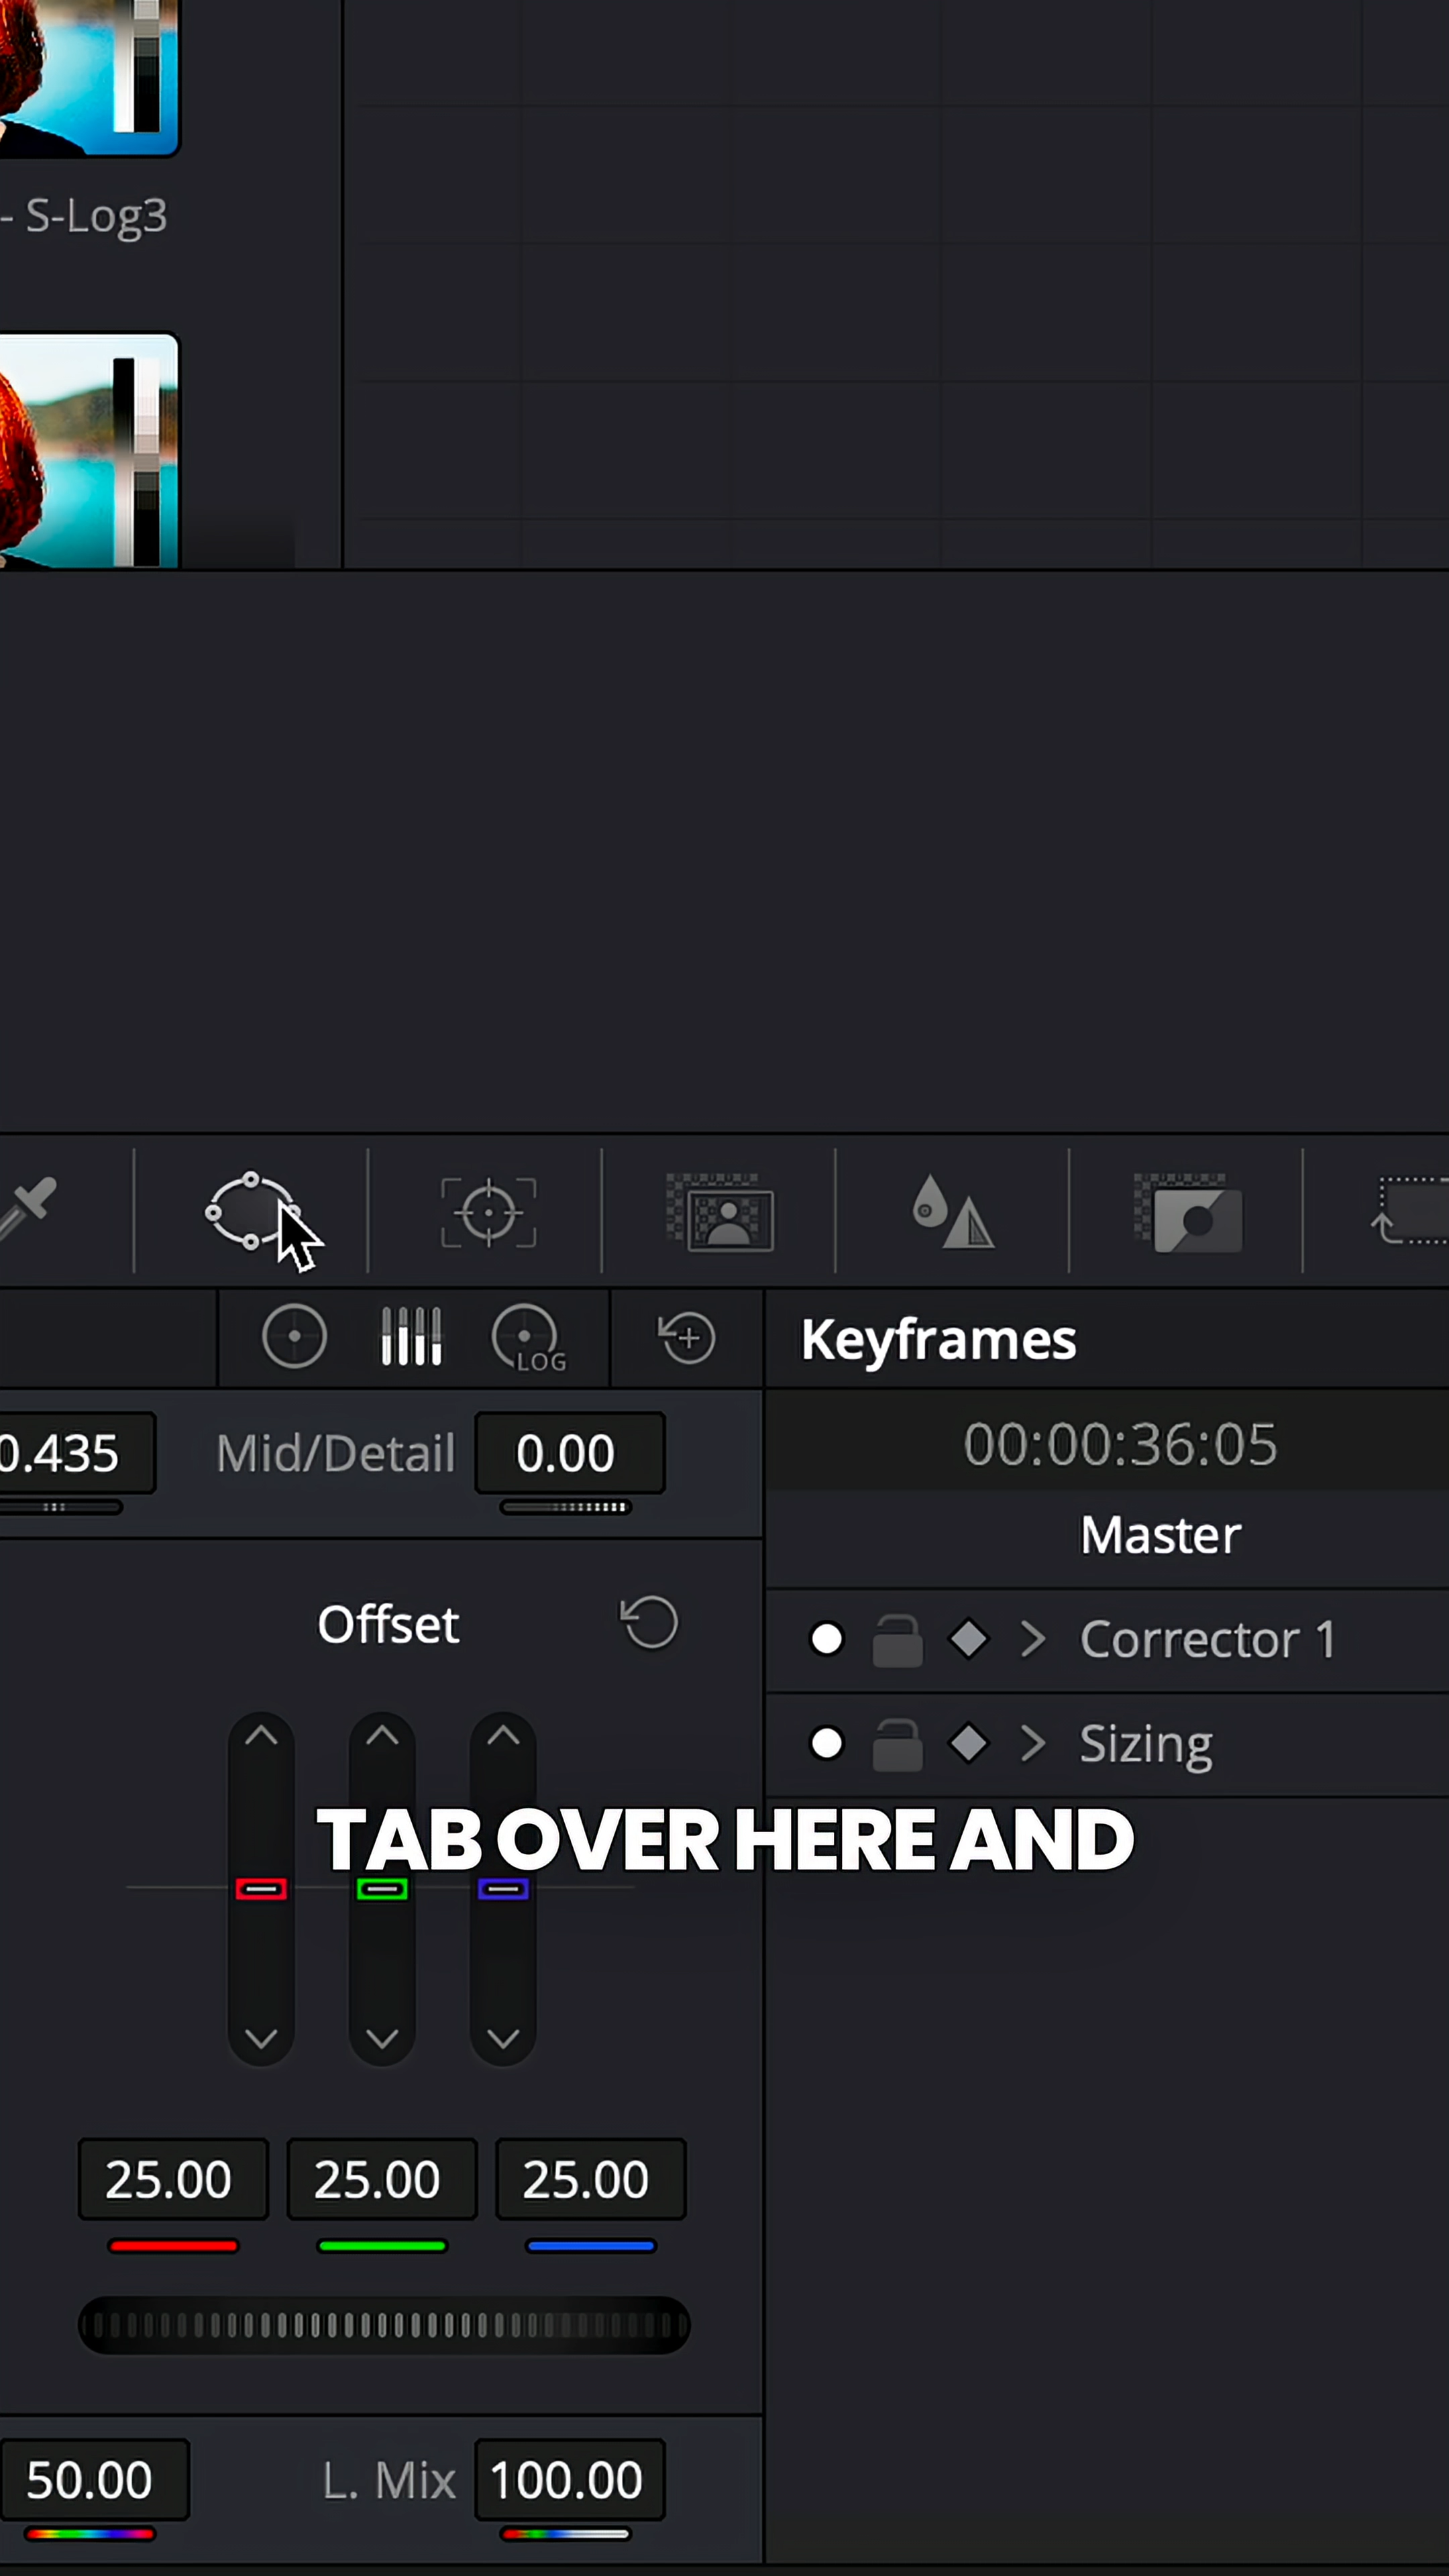 - S-Log3
LOG
Keyframes
0.435
Mid/Detail
0.00
00:00:36:05
Master
Offset
Corrector 1
Sizing
TAB OVER HERE AND
25.00
25.00
25.00
50.00
L. Mix
100.00